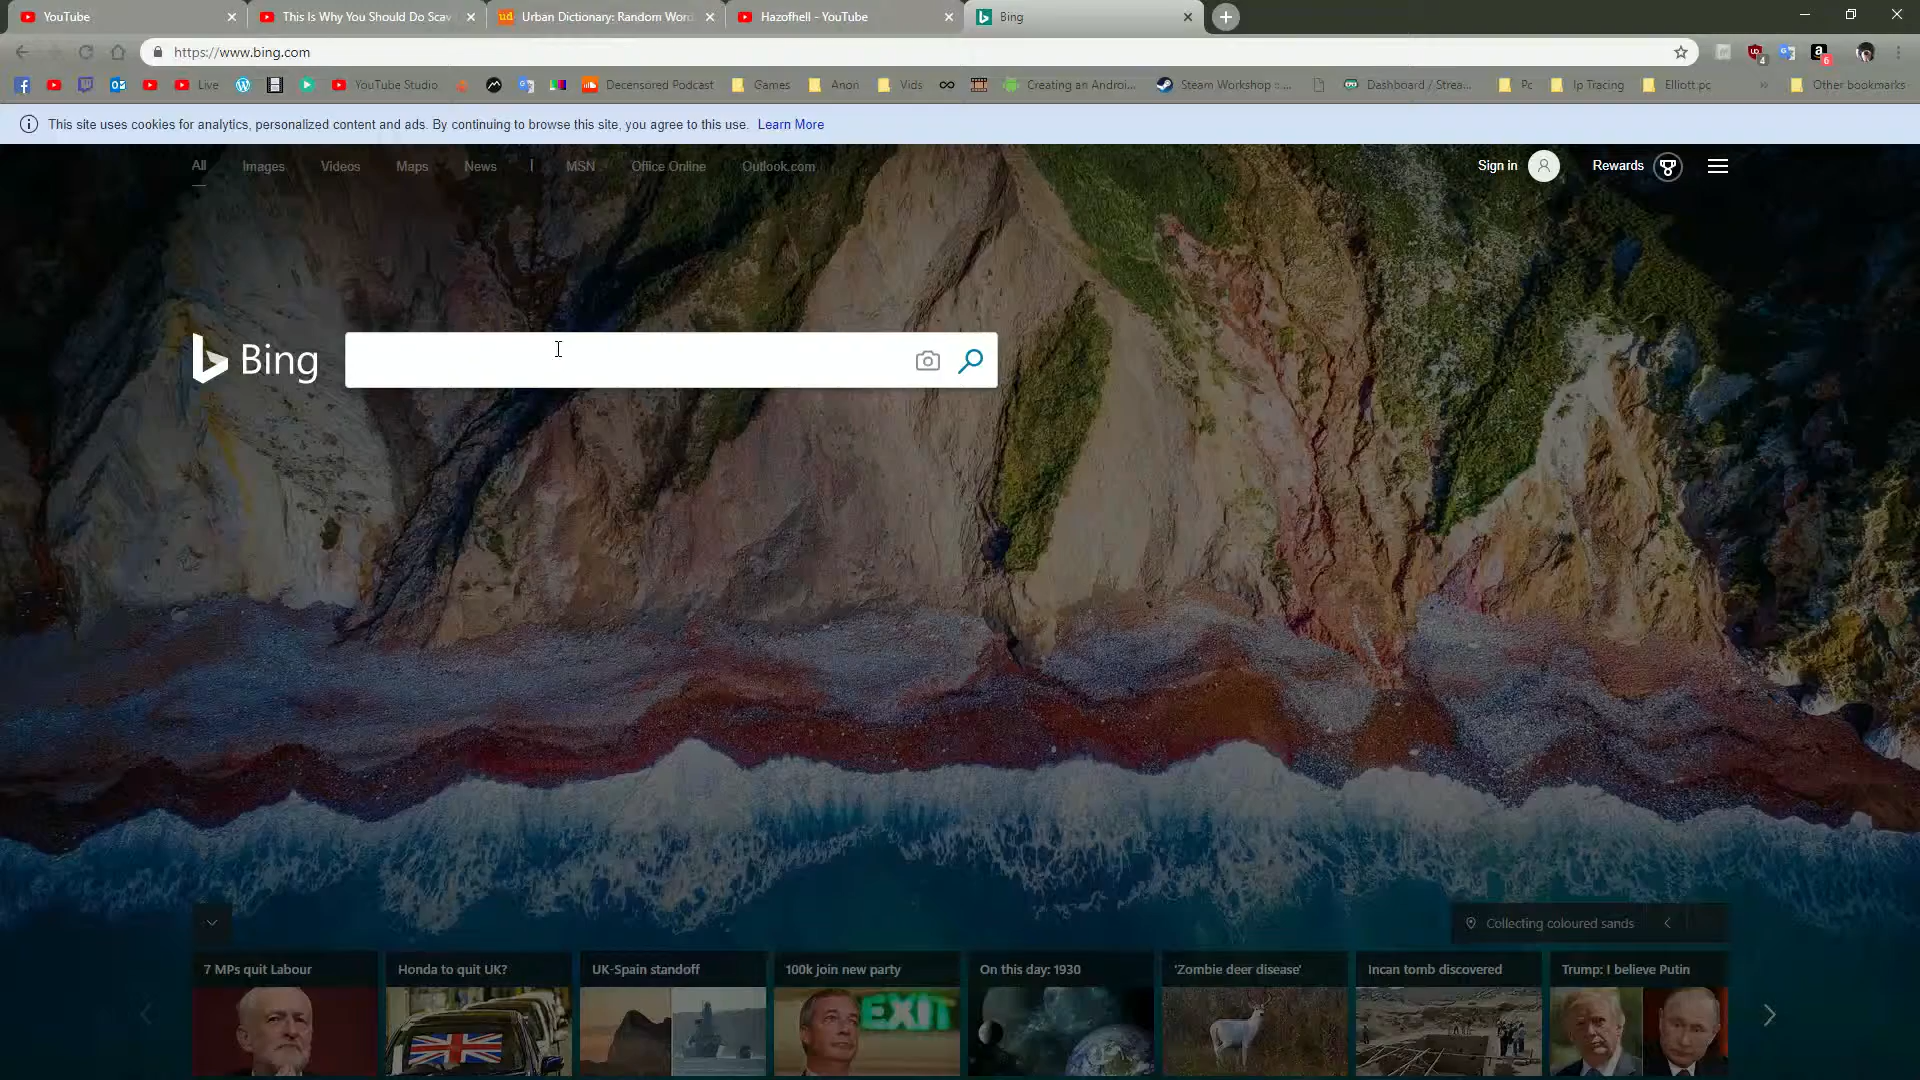 YouTube
This Is Why You Should Do Scav
ud
Urban Dictionary: Random Word
Hazofhell - YouTube
Bing
https://www.bing.com
4
6
Live
YouTube Studio
Decensored Podcast
Games
Anon
Vids
Creating an Androi...
Steam Workshop :: ...
Dashboard / Strea...
Pc
Ip Tracing
Elliott.pc
Other bookmarks
This site uses cookies for analytics, personalized content and ads. By continuing to browse this site, you agree to this use. Learn More
All Images Videos Maps News | MSN Office Online Outlook.com
Sign in
Rewards
Bing
Collecting coloured sands
7 MPs quit Labour
Honda to quit UK?
UK-Spain standoff
100k join new party
On this day: 1930
'Zombie deer disease'
Incan tomb discovered
Trump: I believe Putin
EXIT